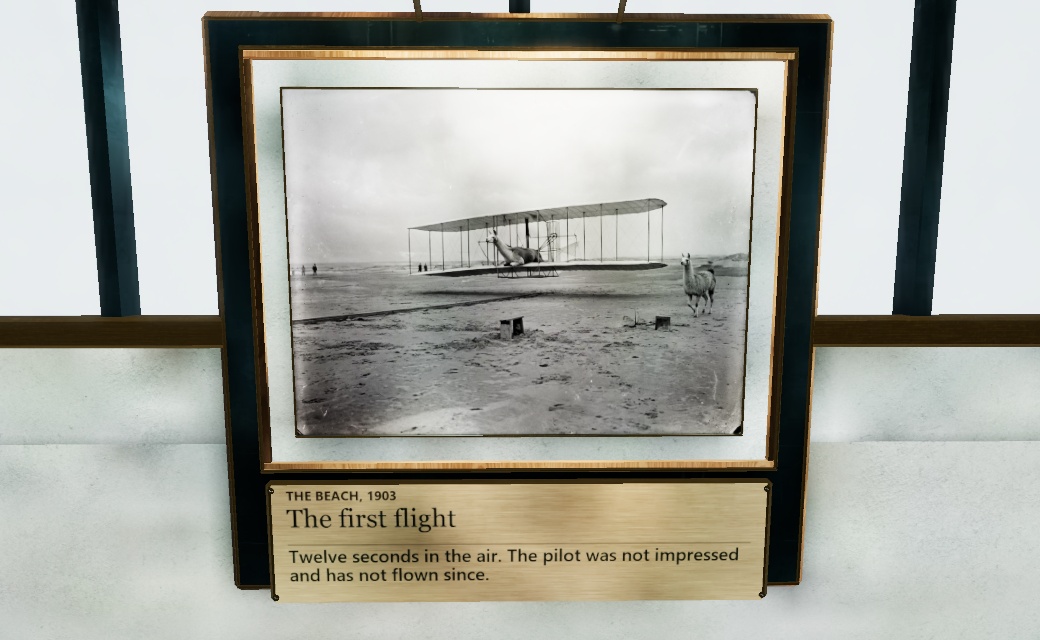 THE BEACH, 1903
The first flight
Twelve seconds in the air. The pilot was not impressed
and has not flown since.